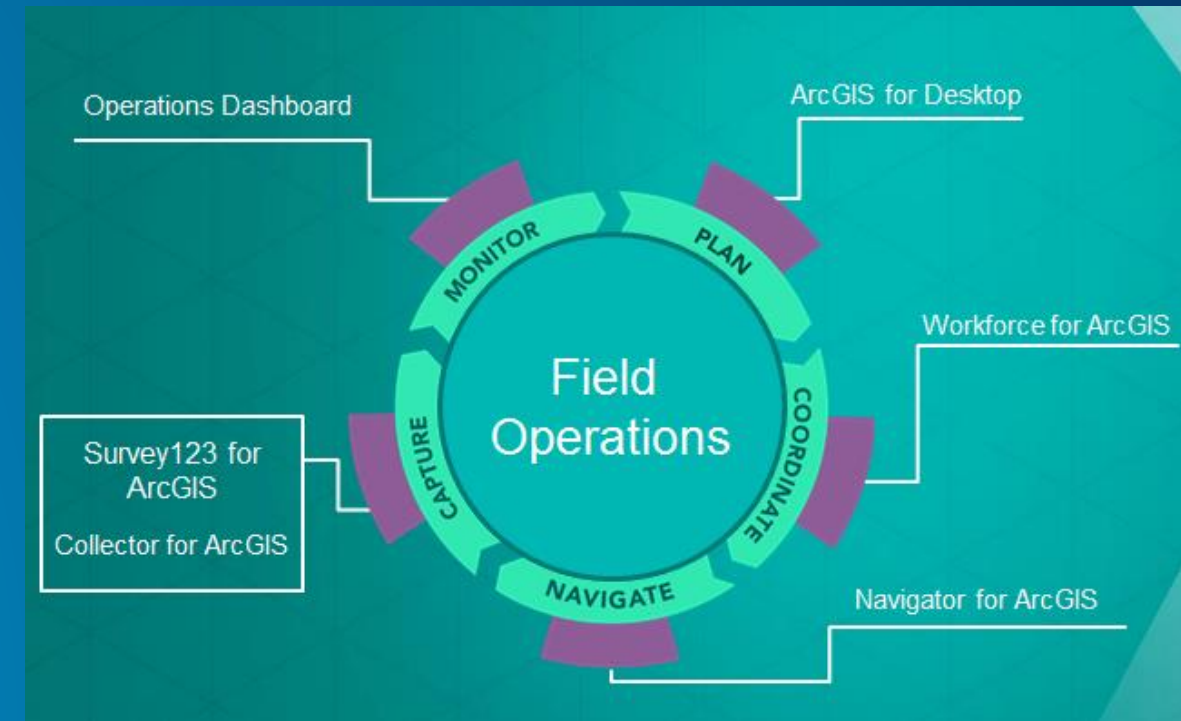 Operations Dashboard
ArcGIS for Desktop
MONITOR
PLAN
Workforce for ArcGIS
Field
Operations
COORDINATE
CAPTURE
Survey123 for
ArcGIS
Collector for ArcGIS
NAVIGATE
Navigator for ArcGIS